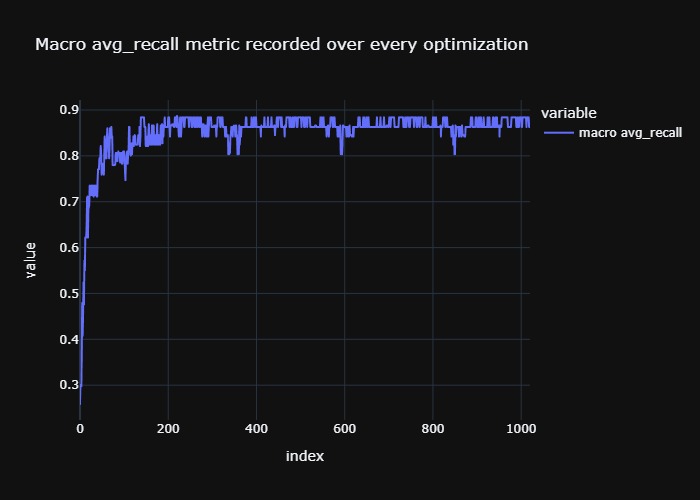 Macro avg_recall metric recorded over every optimization
0.9
0.8
0.7
0.6
0.5
0.4
0.3
value
0 200 400 600 800 1000
index
variable
macro avg_recall